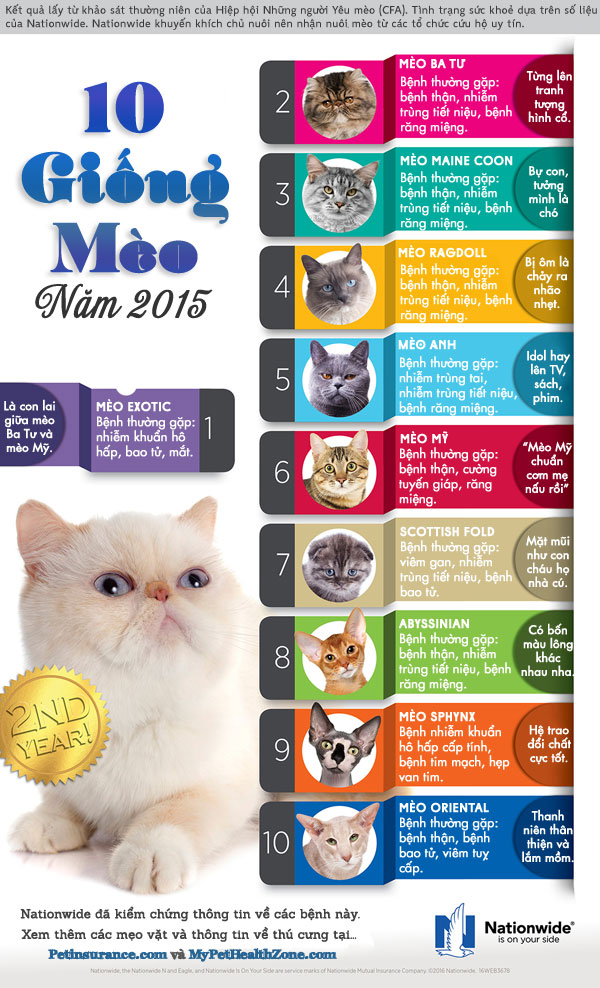 Kết quả lấy từ khảo sát thường niên của Hiệp hội Những người Yêu mèo (CFA). Tình trạng sức khoẻ dựa trên số liệu
của Nationwide. Nationwide khuyến khích chủ nuôi nên nhận nuôi mèo từ các tổ chức cứu hộ uy tín.
10
Giống
Mèo
Năm 2015
Là con lai
giữa mèo
Ba Tư và
mèo Mỹ.
MÈO EXOTIC
Bệnh thường gặp:
nhiễm khuẩn hô
hấp, bao tử, mắt.
1
2
MÈO BA TƯ
Bệnh thường gặp:
bệnh thận, nhiễm
trùng tiết niệu, bệnh
răng miệng.
Từng lên
tranh
tượng
hình cổ.
3
MÈO MAINE COON
Bệnh thường gặp:
bệnh thận, nhiễm
trùng tiết niệu, bệnh
răng miệng.
Bự con,
tưởng
mình là
chó
4
MÈO RAGDOLL
Bệnh thường gặp:
bệnh thận, nhiễm
trùng tiết niệu, bệnh
răng miệng.
Bị ôm là
chảy ra
nhão
nhẹt.
5
MÈO ANH
Bệnh thường gặp:
nhiễm trùng tai,
nhiễm trùng tiết niệu,
bệnh răng miệng.
Idol hay
lên TV,
sách,
phim.
6
MÈO MỸ
Bệnh thường gặp:
bệnh thận, cường
tuyến giáp, răng
miệng.
“Mèo Mỹ
chuẩn
cơm mẹ
nấu rồi”
7
SCOTTISH FOLD
Bệnh thường gặp:
viêm gan, nhiễm
trùng tiết niệu, bệnh
bao tử.
Mặt mũi
như con
cháu họ
nhà cú.
8
ABYSSINIAN
Bệnh thường gặp:
bệnh thận, nhiễm
trùng tiết niệu, bệnh
răng miệng.
Có bốn
màu lông
khác
nhau nha.
9
MÈO SPHYNX
Bệnh nhiễm khuẩn
hô hấp cấp tính,
bệnh tim mạch, hẹp
van tim.
Hệ trao
đổi chất
cực tốt.
10
MÈO ORIENTAL
Bệnh thường gặp:
bệnh thận, bệnh
bao tử, viêm tuỵ
cấp.
Thanh
niên thân
thiện và
lắm mồm.
2ND
YEAR!
Nationwide đã kiểm chứng thông tin về các bệnh này.
Xem thêm các mẹo vặt và thông tin về thú cưng tại...
Petinsurance.com và MyPetHealthZone.com
Nationwide®
is on your side
Nationwide, the Nationwide N and Eagle, and Nationwide Is On Your Side are service marks of Nationwide Mutual Insurance Company. ©2016 Nationwide. 16WEB3678